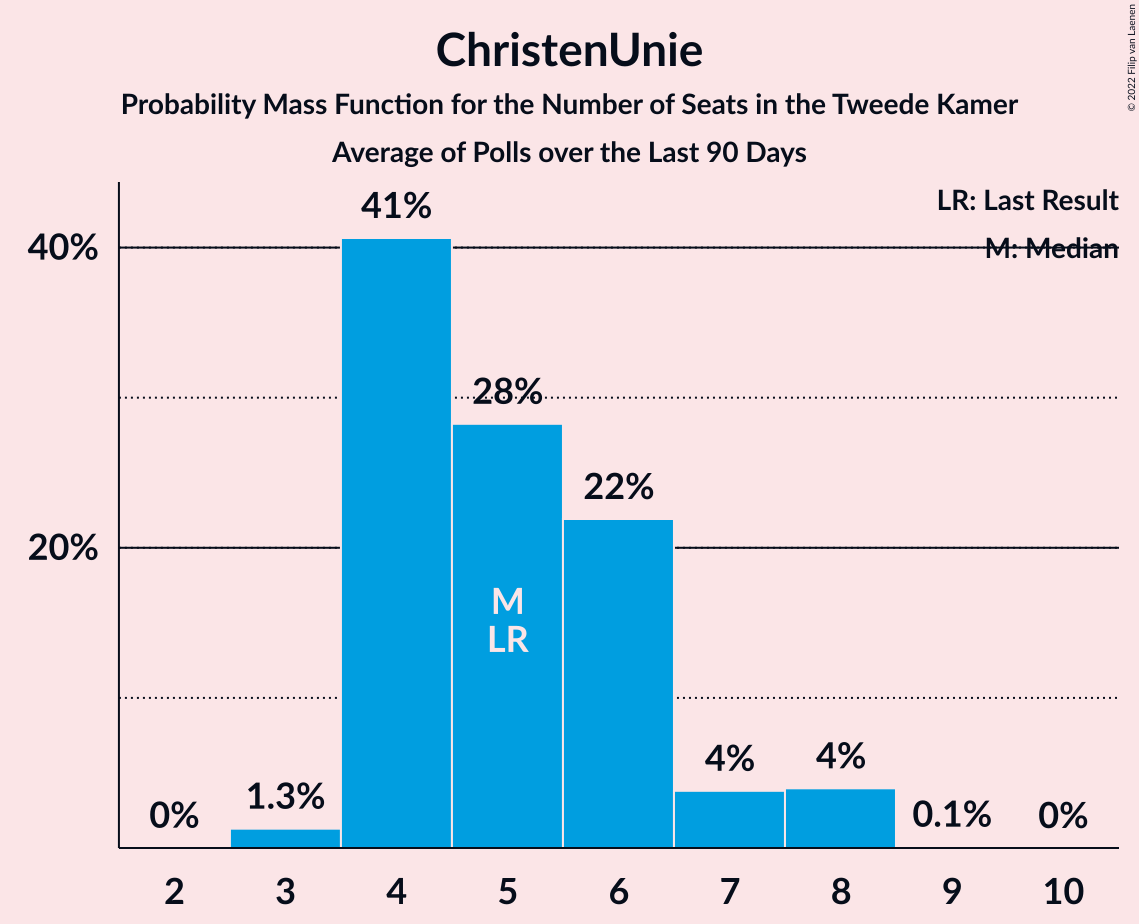 ChristenUnie
Probability Mass Function for the Number of Seats in the Tweede Kamer
Average of Polls over the Last 90 Days
© 2022 Filip van Laenen
LR: Last Result
M: Median
41%
40%
28%
22%
20%
M
LR
4%
4%
1.3%
0%
0.1%
0%
2 3 4 5 6 7 8 9 10